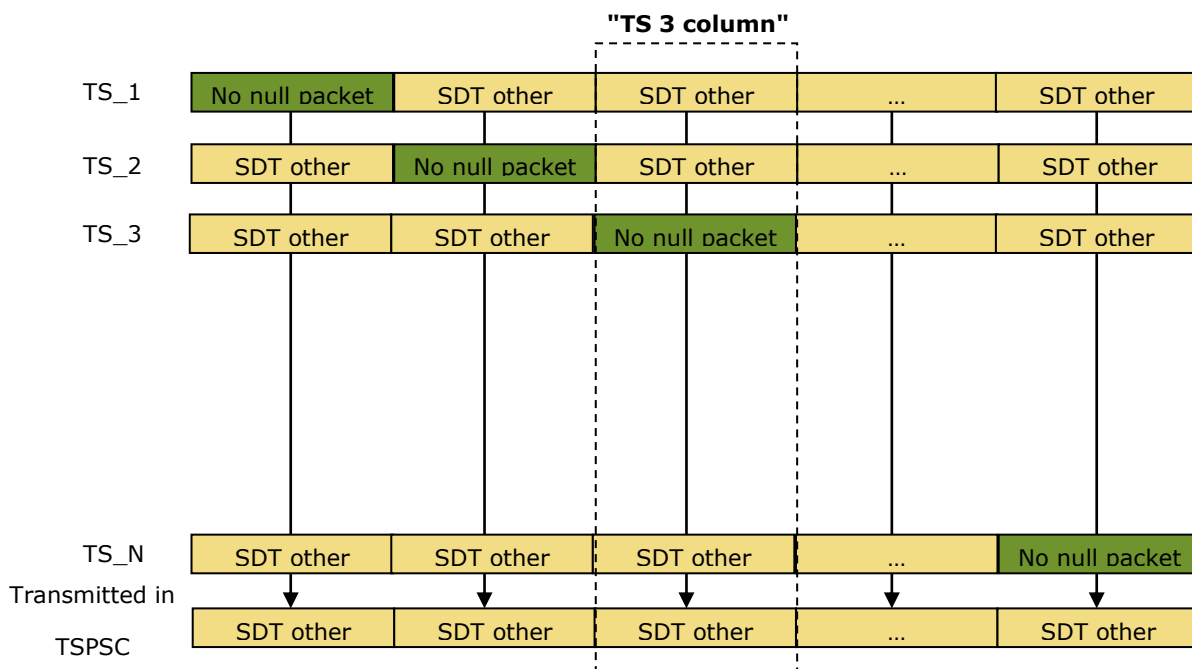 "TS 3 column"
TS_1 No null packet SDT other SDT other ... SDT other
TS_2 SDT other No null packet SDT other ... SDT other
TS_3 SDT other SDT other No null packet ... SDT other
TS_N SDT other SDT other SDT other ... No null packet
Transmitted in
TSPSC SDT other SDT other SDT other ... SDT other